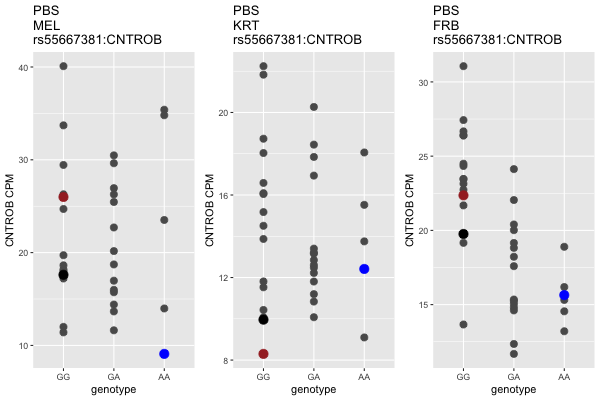 PBS
MEL
rs55667381:CNTROB
CNTROB CPM
40
30
20
10
GG
GA
AA
genotype
PBS
KRT
rs55667381:CNTROB
CNTROB CPM
20
16
12
8
GG
GA
AA
genotype
PBS
FRB
rs55667381:CNTROB
CNTROB CPM
30
25
20
15
GG
GA
AA
genotype